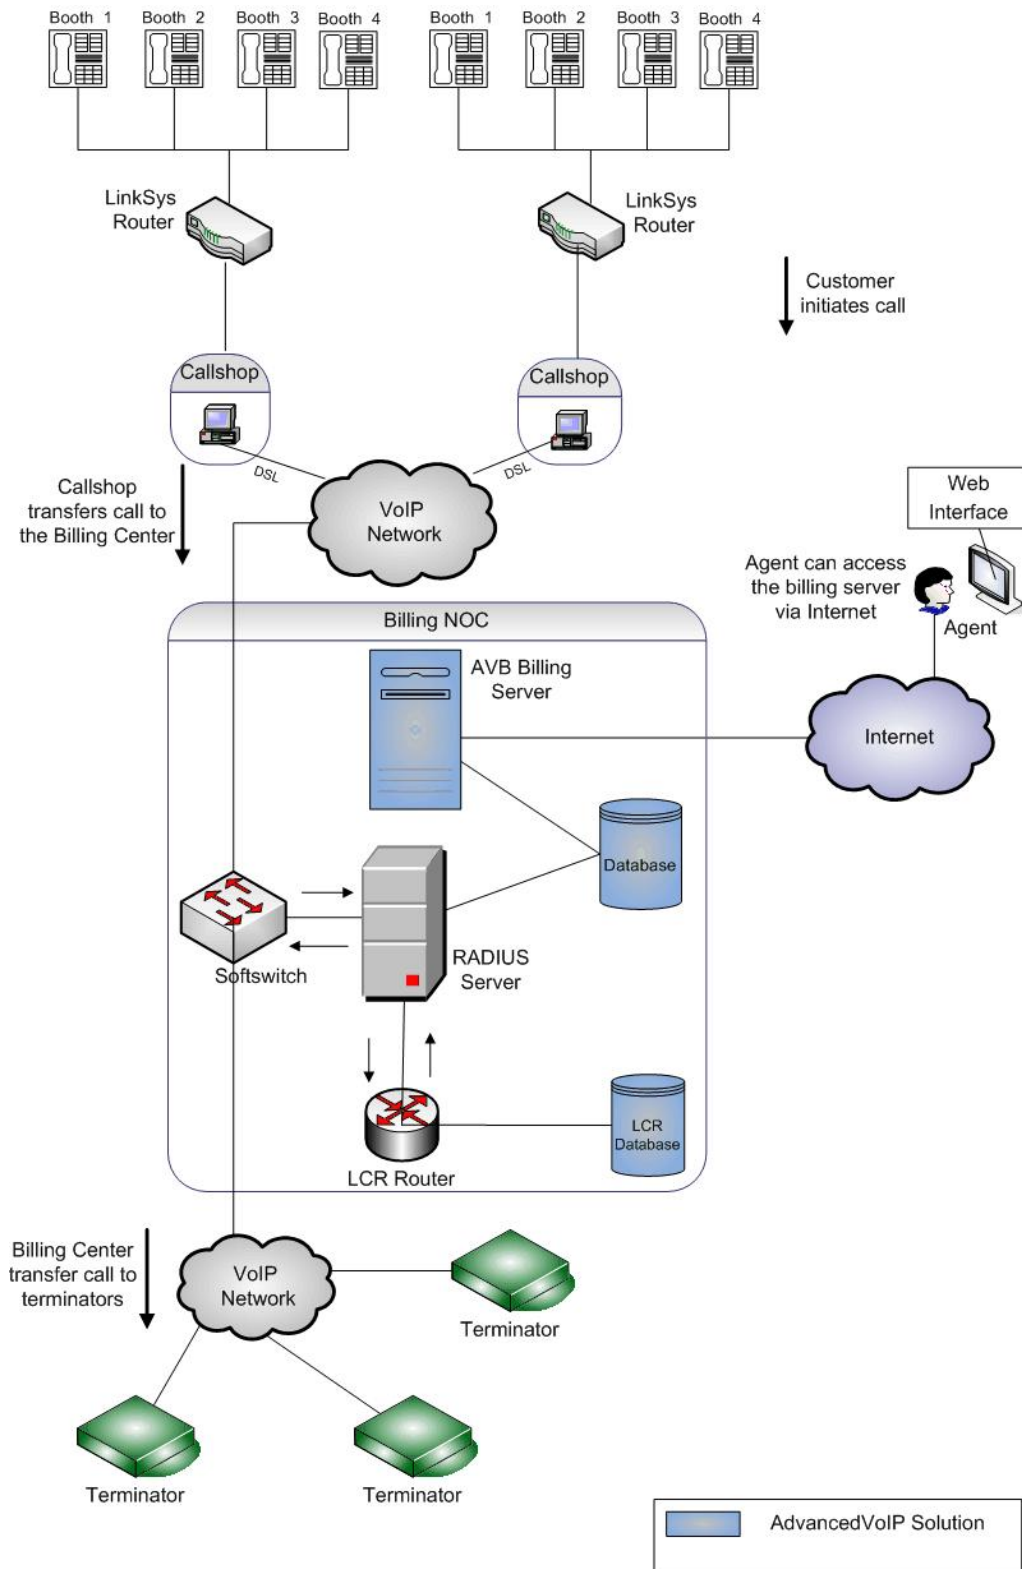 Booth 1 Booth 2 Booth 3 Booth 4 Booth 1 Booth 2 Booth 3 Booth 4
LinkSys
Router
LinkSys
Router
Customer
initiates call
Callshop
Callshop
DSL
DSL
Callshop
transfers call to
the Billing Center
VoIP
Network
Web
Interface
Agent can access
the billing server
via Internet
Agent
Billing NOC
AVB Billing
Server
Internet
Database
Softswitch
RADIUS
Server
LCR Router
LCR
Database
Billing Center
transfer call to
terminators
VoIP
Network
Terminator
Terminator
Terminator
AdvancedVoIP Solution